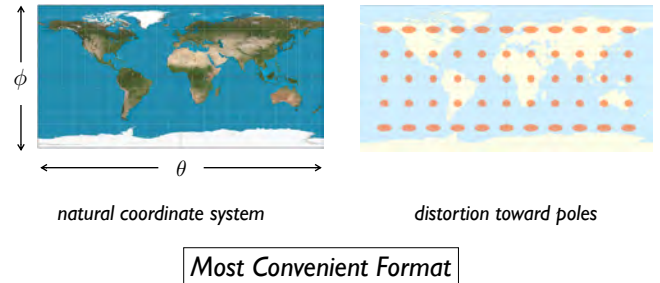 ϕ
θ
natural coordinate system
distortion toward poles
Most Convenient Format